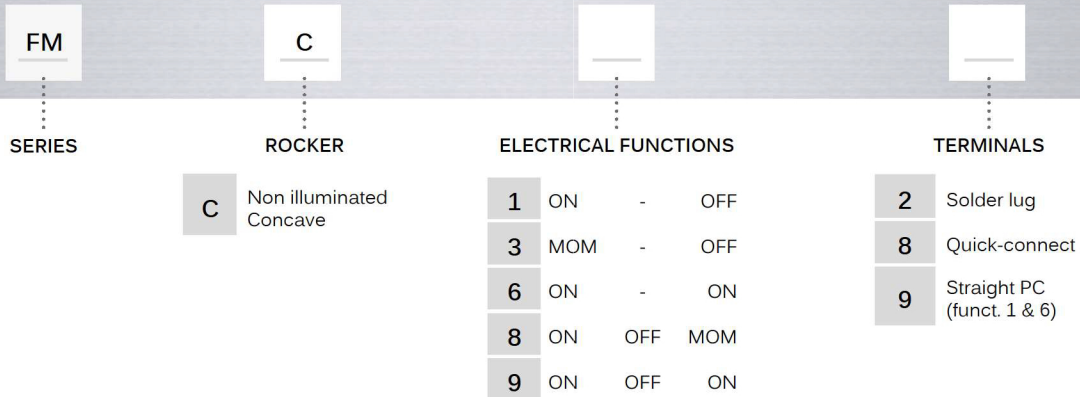 FM C
SERIES ROCKER ELECTRICAL FUNCTIONS TERMINALS
C Non illuminated
Concave
1 ON - OFF
3 MOM - OFF
6 ON - ON
8 ON OFF MOM
9 ON OFF ON
2 Solder lug
8 Quick-connect
9 Straight PC
(funct. 1 & 6)